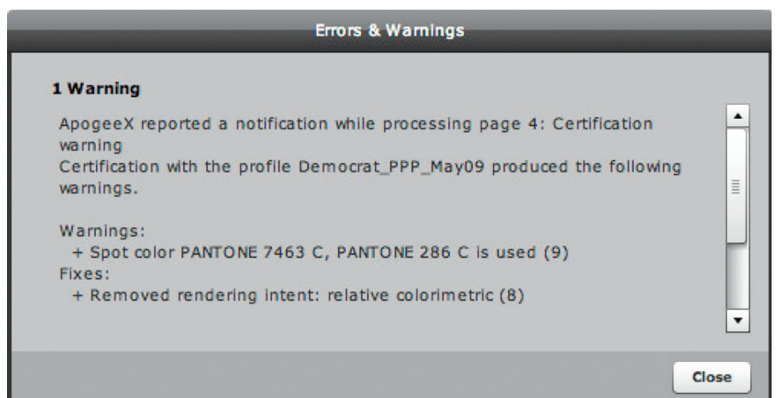 Errors & Warnings
1 Warning
ApogeeX reported a notification while processing page 4: Certification
warning
Certification with the profile Democrat_PPP_May09 produced the following
warnings.
Warnings:
+ Spot color PANTONE 7463 C, PANTONE 286 C is used (9)
Fixes:
+ Removed rendering intent: relative colorimetric (8)
Close